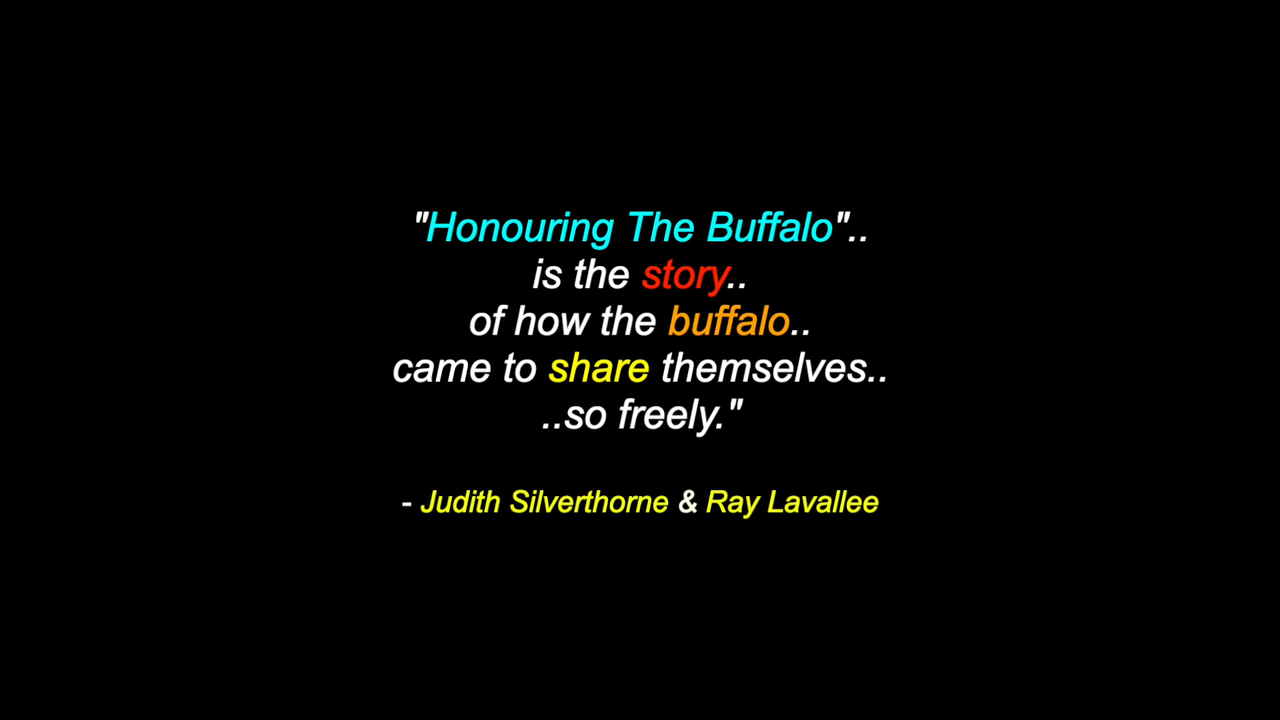 "Honouring The Buffalo"..
is the story..
of how the buffalo..
came to share themselves..
..so freely."
- Judith Silverthorne & Ray Lavallee